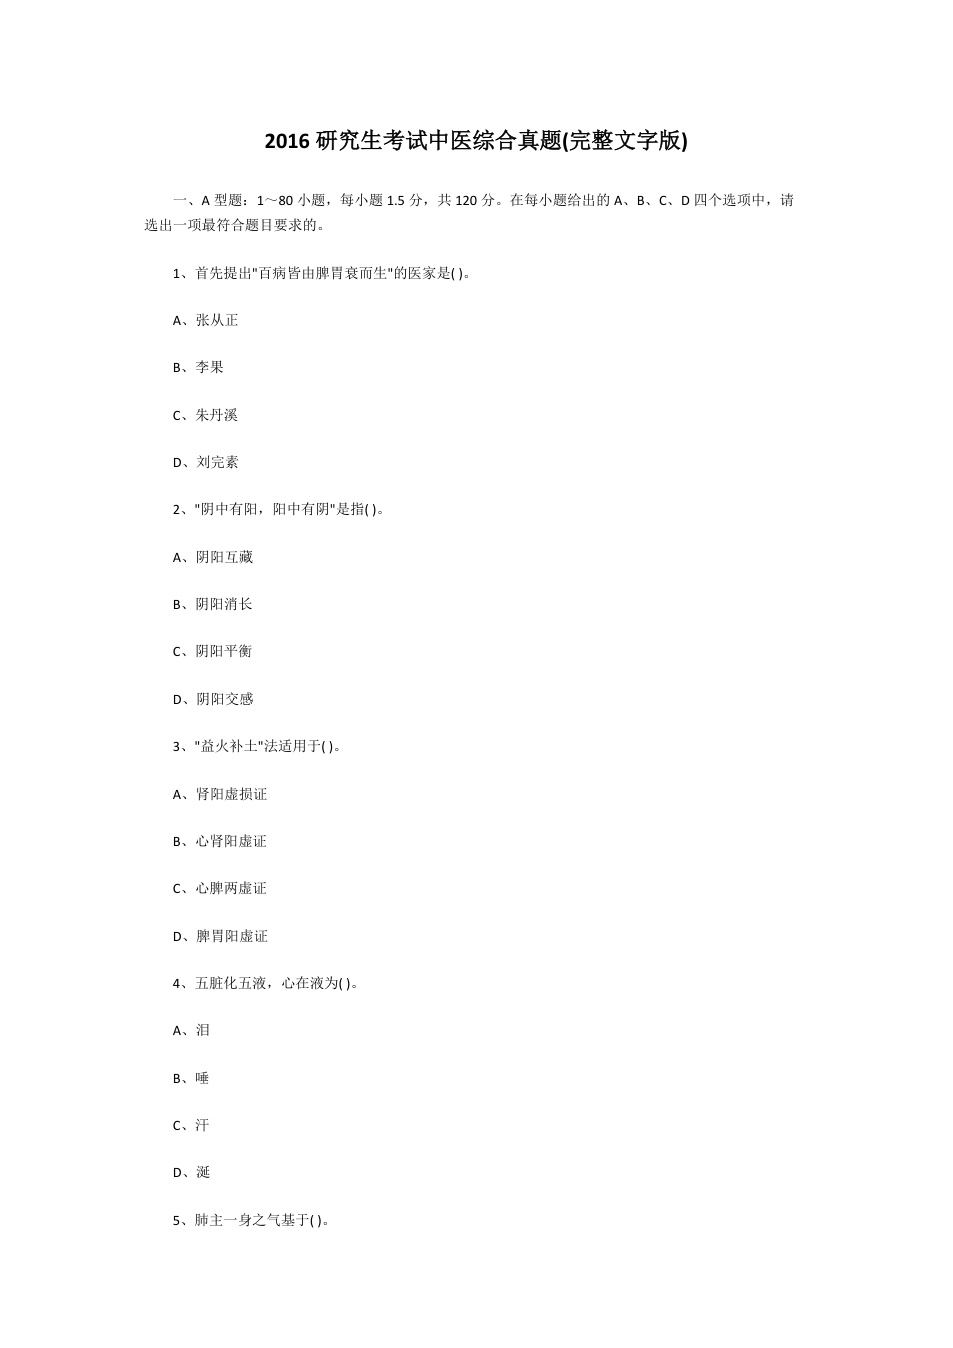 2016 研究生考试中医综合真题(完整文字版)
一、A 型题：1～80 小题，每小题 1.5 分，共 120 分。在每小题给出的 A、B、C、D 四个选项中，请
选出一项最符合题目要求的。
1、首先提出"百病皆由脾胃衰而生"的医家是( )。
A、张从正
B、李果
C、朱丹溪
D、刘完素
2、"阴中有阳，阳中有阴"是指( )。
A、阴阳互藏
B、阴阳消长
C、阴阳平衡
D、阴阳交感
3、"益火补土"法适用于( )。
A、肾阳虚损证
B、心肾阳虚证
C、心脾两虚证
D、脾胃阳虚证
4、五脏化五液，心在液为( )。
A、泪
B、唾
C、汗
D、涎
5、肺主一身之气基于( )。